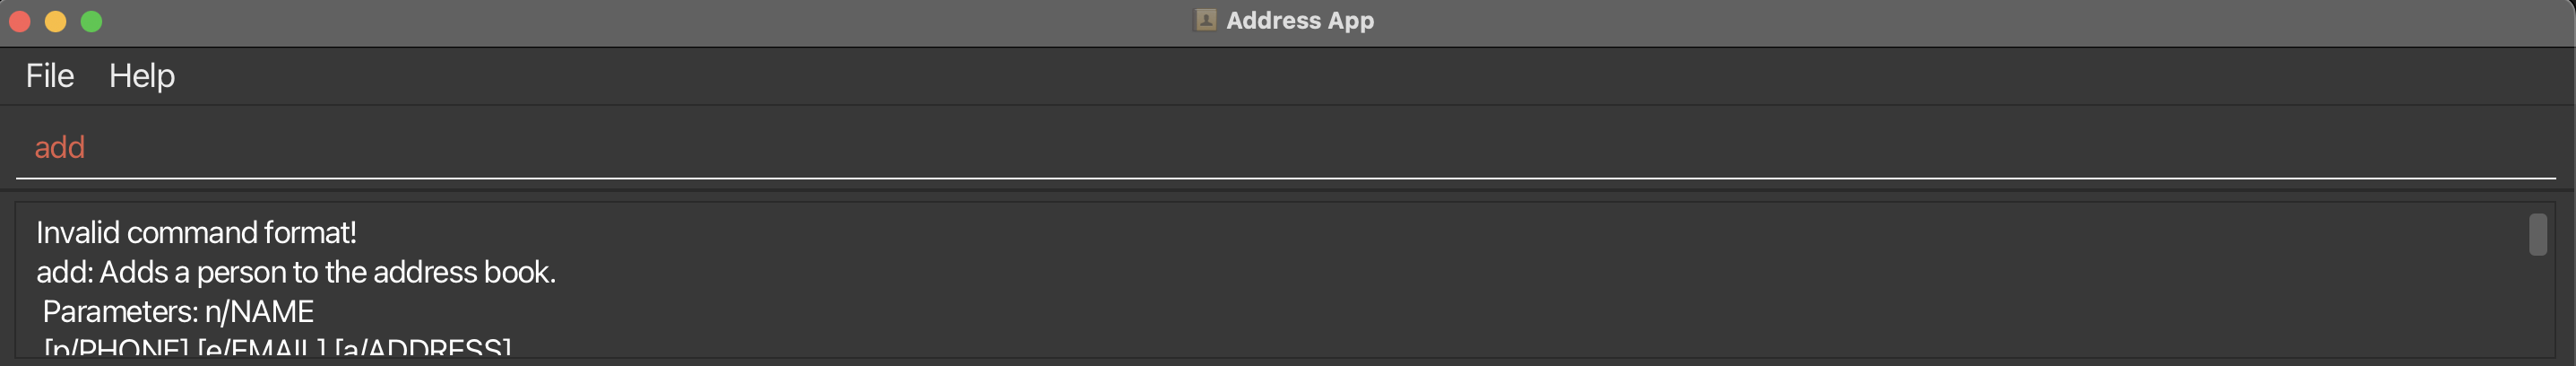 Address App
File Help
add
Invalid command format!
add: Adds a person to the address book.
Parameters: n/NAME
[p/PHONE] [e/EMAIL] [a/ADDRESS]